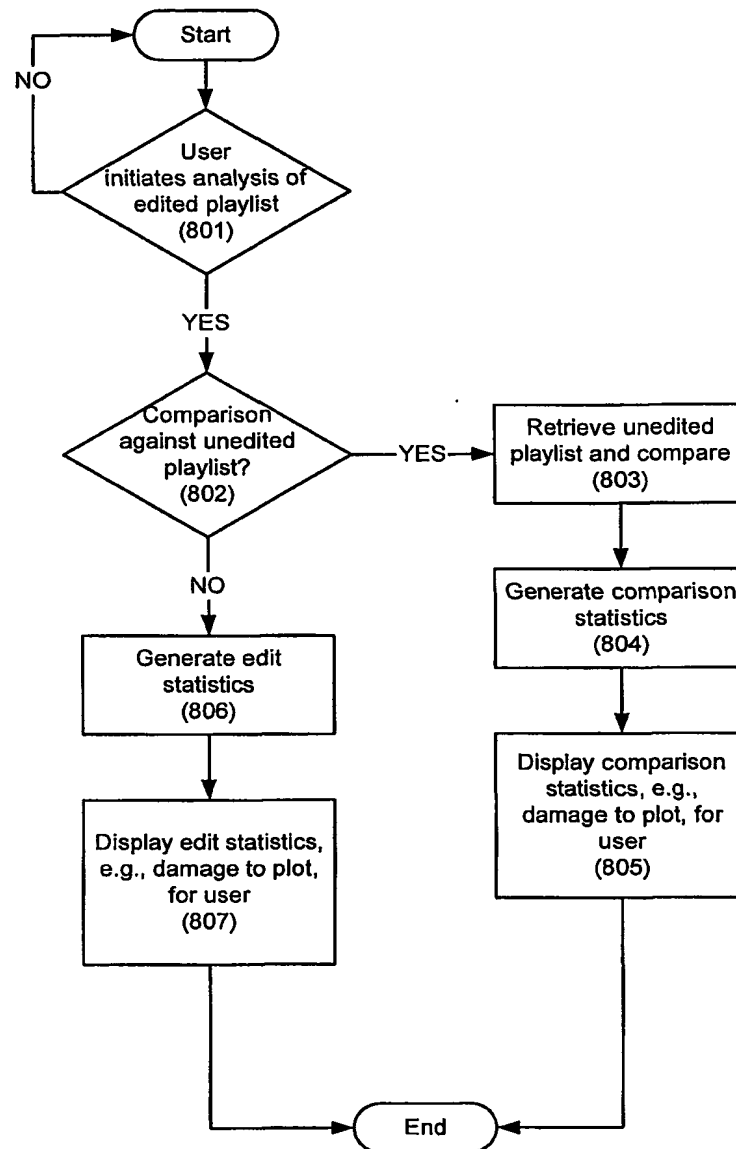 Start
NO
User
initiates analysis of
edited playlist
(801)
YES
Comparison
against unedited
playlist?
(802)
YES
Retrieve unedited
playlist and compare
(803)
NO
Generate comparison
statistics
(804)
Generate edit
statistics
(806)
Display comparison
statistics, e.g.,
damage to plot, for
user
(805)
Display edit statistics,
e.g., damage to plot,
for user
(807)
End